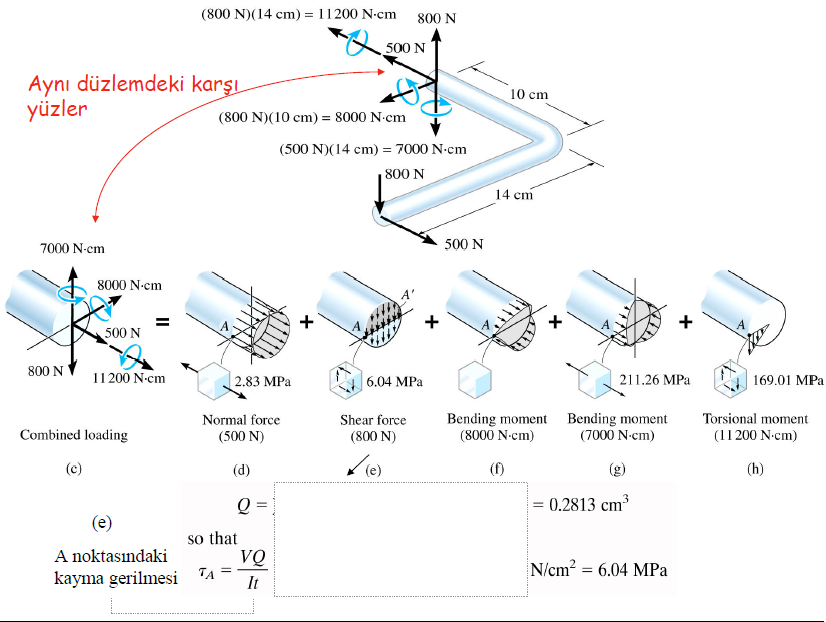 (800 N)(14 cm) = 11200 N·cm
800 N
500 N
Aynı düzlemdeki karşı
yüzler
10 cm
(800 N)(10 cm) = 8000 N·cm
(500 N)(14 cm) = 7000 N·cm
800 N
14 cm
500 N
7000 N·cm
8000 N·cm
500 N
800 N
11200 N·cm
=
A
2.83 MPa
+
A
A'
6.04 MPa
+
A
+
A
211.26 MPa
+
A
169.01 MPa
Combined loading
Normal force
(500 N)
Shear force
(800 N)
Bending moment
(8000 N·cm)
Bending moment
(7000 N·cm)
Torsional moment
(11200 N·cm)
(c)
(d)
(e)
(f)
(g)
(h)
Q = = 0.2813 cm³
(e)
so that
A noktasındaki
kayma gerilmesi
τ_A = VQ / It N/cm² = 6.04 MPa